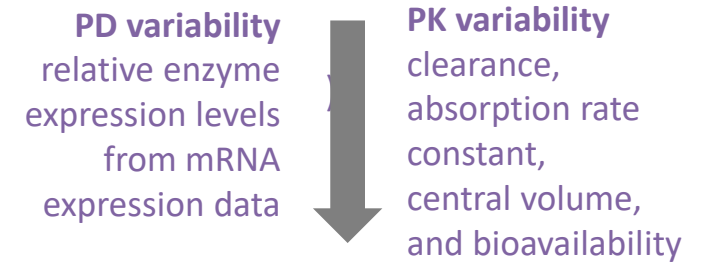 PD variability
relative enzyme
expression levels
from mRNA
expression data
)
PK variability
clearance,
absorption rate
constant,
central volume,
and bioavailability